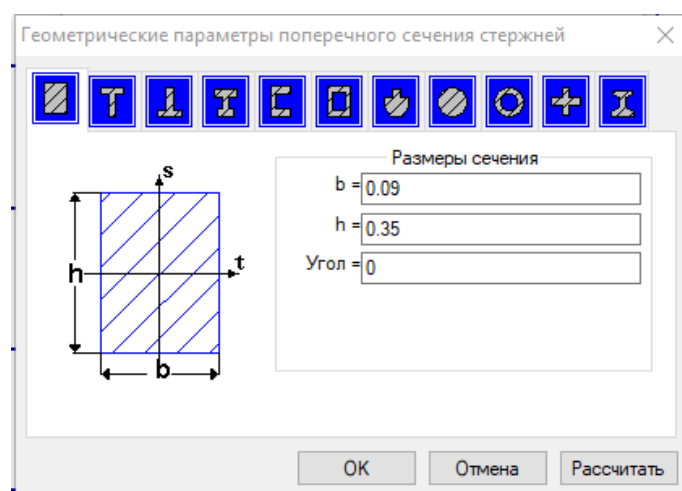 Геометрические параметры поперечного сечения стержней
Размеры сечения
s
b = 0.09
h = 0.35
t
Угол = 0
h
b
OK
Отмена
Рассчитать